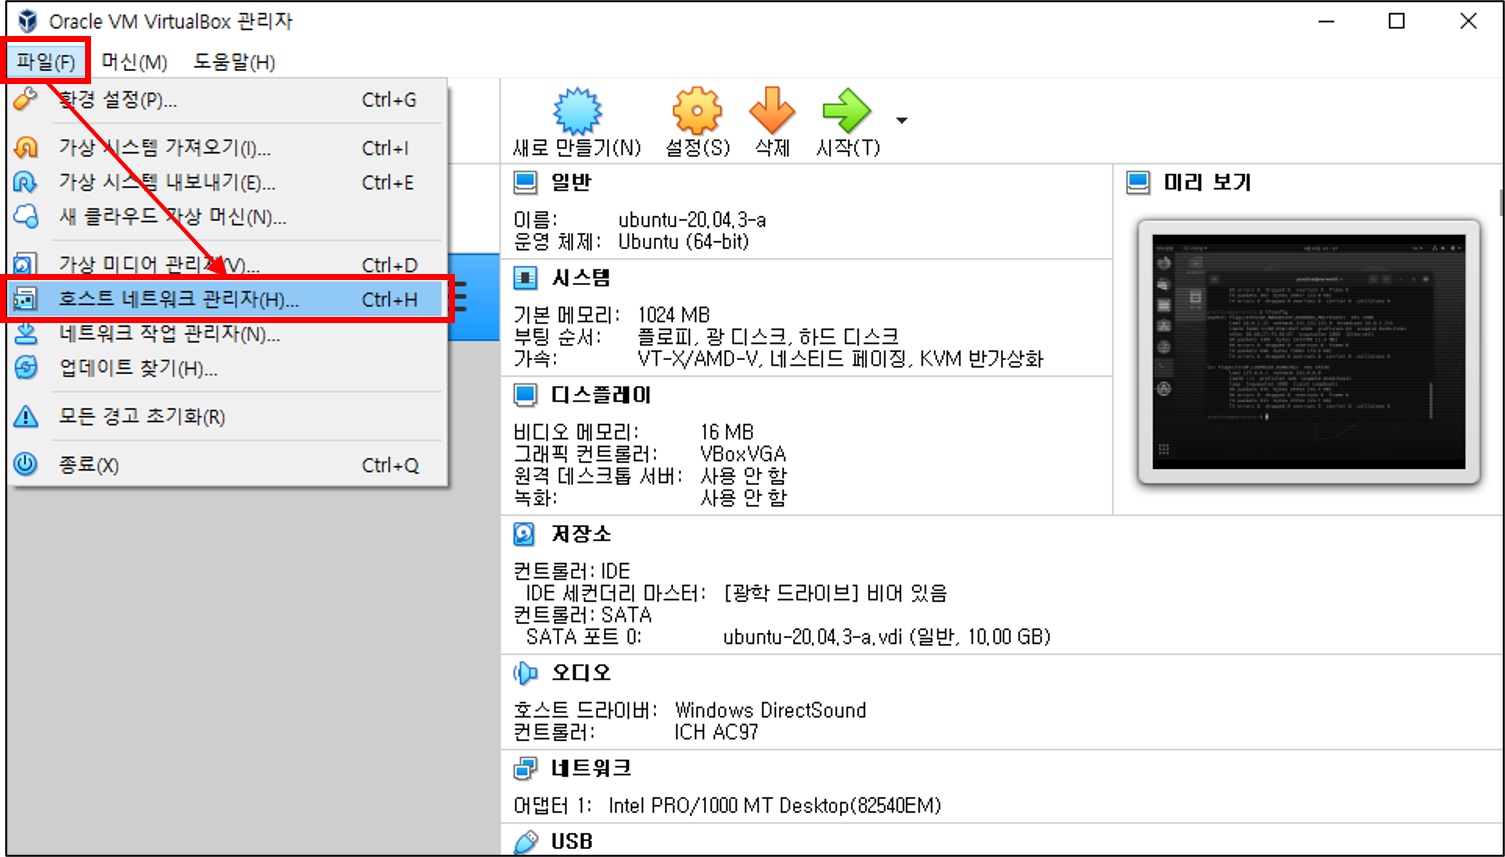 Oracle VM VirtualBox 관리자
파일(F) 머신(M) 도움말(H)
환경 설정(P)... Ctrl+G
가상 시스템 가져오기(I)... Ctrl+I
가상 시스템 내보내기(E)... Ctrl+E
새 클라우드 가상 머신(N)...
가상 미디어 관리자(V)... Ctrl+D
호스트 네트워크 관리자(H)... Ctrl+H
네트워크 작업 관리자(N)...
업데이트 찾기(H)...
모든 경고 초기화(R)
종료(X) Ctrl+Q
새로 만들기(N) 설정(S) 삭제 시작(T)
일반
이름: ubuntu-20.04.3-a
운영 체제: Ubuntu (64-bit)
시스템
기본 메모리: 1024 MB
부팅 순서: 플로피, 광 디스크, 하드 디스크
가속: VT-X/AMD-V, 네스티드 페이징, KVM 반가상화
디스플레이
비디오 메모리: 16 MB
그래픽 컨트롤러: VBoxVGA
원격 데스크톱 서버: 사용 안 함
녹화: 사용 안 함
저장소
컨트롤러: IDE
IDE 세컨더리 마스터: [광학 드라이브] 비어 있음
컨트롤러: SATA
SATA 포트 0: ubuntu-20.04.3-a.vdi (일반, 10.00 GB)
오디오
호스트 드라이버: Windows DirectSound
컨트롤러: ICH AC97
네트워크
어댑터 1: Intel PRO/1000 MT Desktop(82540EM)
USB
미리 보기